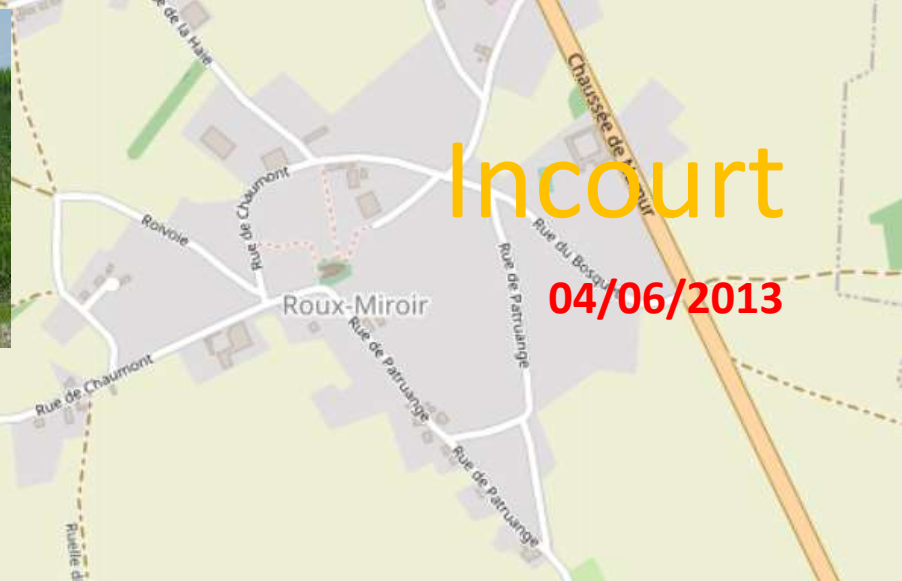 de la Haie
Chaussée de Namur
Incourt
Rue de Chaumont
Roivoie
Rue du Bosquet
Rue de Patruange
04/06/2013
Roux-Miroir
Rue de Patruange
Rue de Chaumont
Rue de Patruange
Ruelle